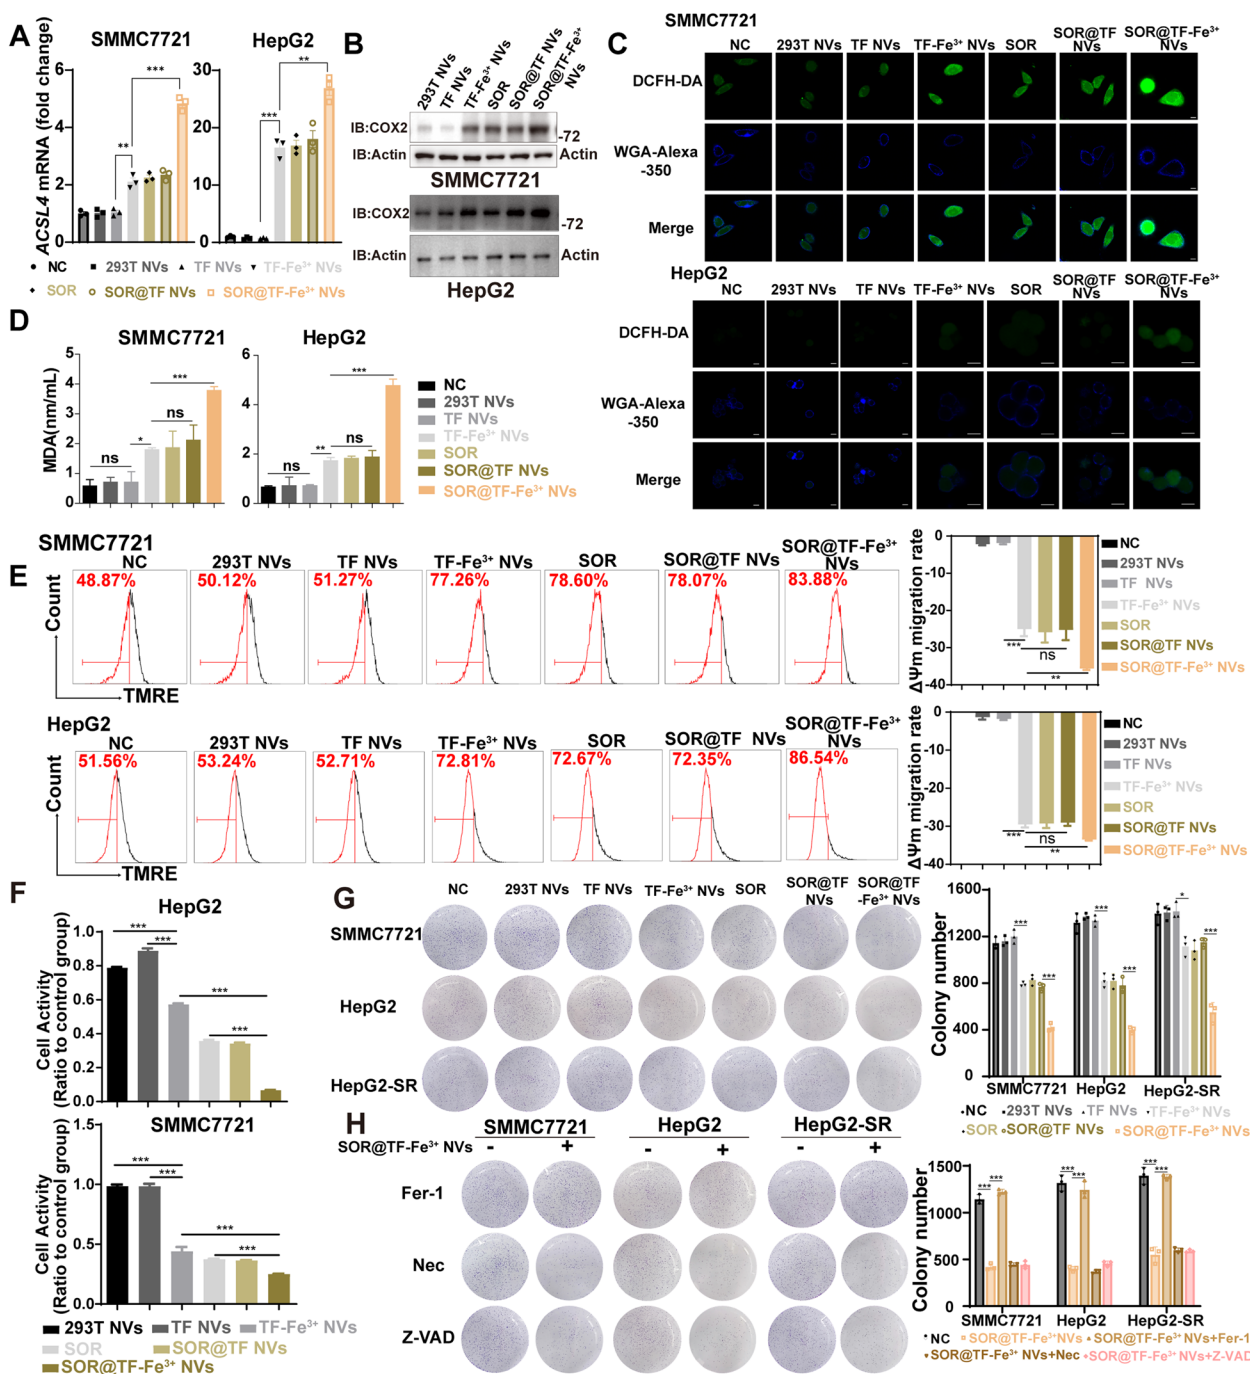 A
SMMC7721
HepG2
ACSL4 mRNA (fold change)
6
4
2
0
30
20
10
0
**
***
***
**
NC
293T NVs
TF NVs
TF-Fe³⁺ NVs
SOR
SOR@TF NVs
SOR@TF-Fe³⁺ NVs
B
293T NVs
TF NVs
TF-Fe³⁺ NVs
SOR
SOR@TF NVs
SOR@TF-Fe³⁺
NVs
IB:COX2
-72
IB:Actin
Actin
SMMC7721
IB:COX2
-72
IB:Actin
Actin
HepG2
C
SMMC7721
NC
293T NVs
TF NVs
TF-Fe³⁺ NVs
SOR
SOR@TF
NVs
SOR@TF-Fe³⁺
NVs
DCFH-DA
WGA-Alexa
-350
Merge
HepG2
NC
293T NVs
TF NVs
TF-Fe³⁺ NVs
SOR
SOR@TF
NVs
SOR@TF-Fe³⁺
NVs
DCFH-DA
WGA-Alexa
-350
Merge
D
SMMC7721
HepG2
MDA(nm/mL)
5
4
3
2
1
0
ns
*
ns
***
6
4
2
0
ns
**
ns
***
NC
293T NVs
TF NVs
TF-Fe³⁺ NVs
SOR
SOR@TF NVs
SOR@TF-Fe³⁺ NVs
E
SMMC7721
NC
293T NVs
TF NVs
TF-Fe³⁺ NVs
SOR
SOR@TF NVs
SOR@TF-Fe³⁺
NVs
48.87%
50.12%
51.27%
77.26%
78.60%
78.07%
83.88%
Count
TMRE
ΔΨm migration rate
0
-10
-20
-30
-40
***
ns
**
NC
293T NVs
TF NVs
TF-Fe³⁺ NVs
SOR
SOR@TF NVs
SOR@TF-Fe³⁺ NVs
HepG2
NC
293T NVs
TF NVs
TF-Fe³⁺ NVs
SOR
SOR@TF NVs
SOR@TF-Fe³⁺
NVs
51.56%
53.24%
52.71%
72.81%
72.67%
72.35%
86.54%
Count
TMRE
ΔΨm migration rate
0
-10
-20
-30
-40
***
ns
**
NC
293T NVs
TF NVs
TF-Fe³⁺ NVs
SOR
SOR@TF NVs
SOR@TF-Fe³⁺ NVs
F
HepG2
Cell Activity
(Ratio to control group)
1.0
0.8
0.6
0.4
0.2
0.0
***
***
***
***
SMMC7721
Cell Activity
(Ratio to control group)
1.5
1.0
0.5
0.0
***
***
***
***
293T NVs
TF NVs
TF-Fe³⁺ NVs
SOR
SOR@TF NVs
SOR@TF-Fe³⁺ NVs
G
NC
293T NVs
TF NVs
TF-Fe³⁺ NVs
SOR
SOR@TF
NVs
SOR@TF
-Fe³⁺ NVs
SMMC7721
HepG2
HepG2-SR
Colony number
1600
1200
800
400
0
***
***
***
***
*
***
SMMC7721
HepG2
HepG2-SR
NC
293T NVs
TF NVs
TF-Fe³⁺ NVs
SOR
SOR@TF NVs
SOR@TF-Fe³⁺ NVs
H
SMMC7721
HepG2
HepG2-SR
SOR@TF-Fe³⁺ NVs
-
+
-
+
-
+
Fer-1
Nec
Z-VAD
Colony number
1500
1000
500
0
***
***
***
***
***
***
SMMC7721
HepG2
HepG2-SR
NC
SOR@TF-Fe³⁺NVs
SOR@TF-Fe³⁺ NVs+Fer-1
SOR@TF-Fe³⁺ NVs+Nec
SOR@TF-Fe³⁺ NVs+Z-VAD